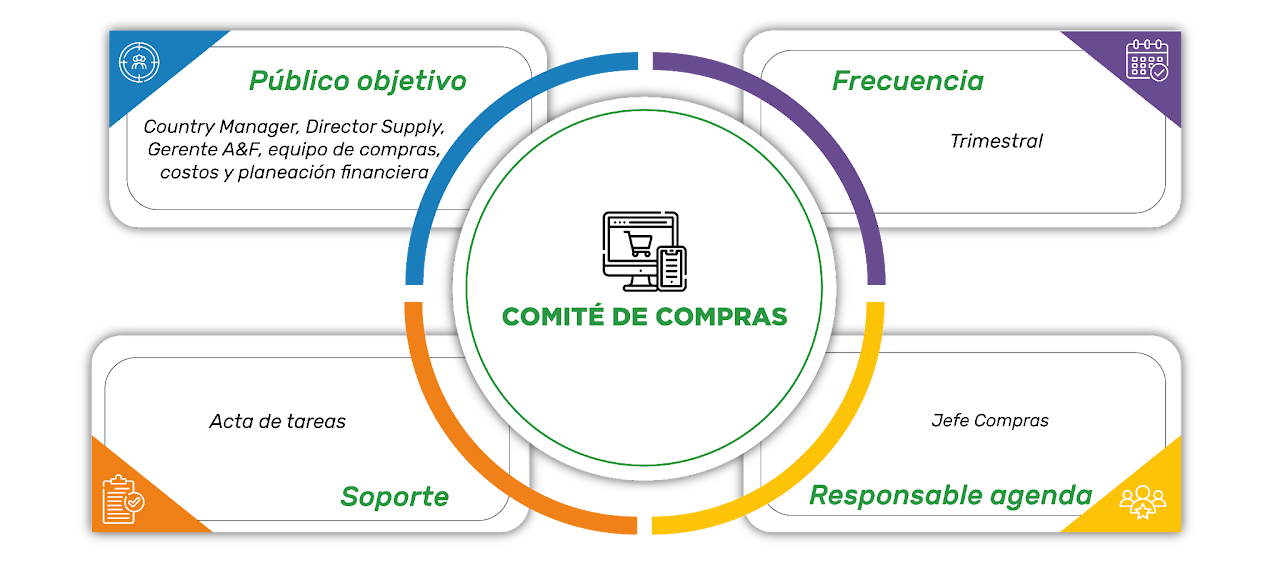 Público objetivo
Country Manager, Director Supply,
Gerente A&F, equipo de compras,
costos y planeación financiera
Frecuencia
Trimestral
COMITÉ DE COMPRAS
Acta de tareas
Soporte
Jefe Compras
Responsable agenda